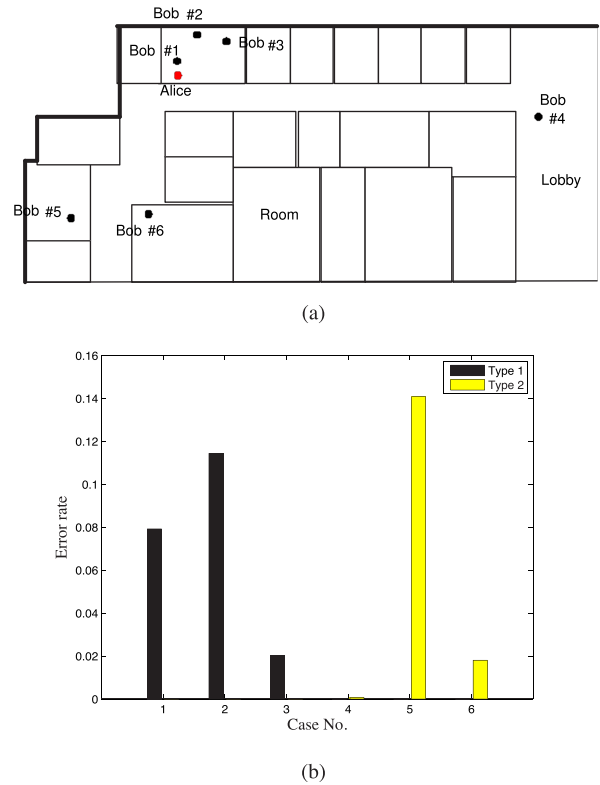 Bob #2
Bob #1
Bob #3
Alice
Bob
#4
Lobby
Bob #5
Room
Bob #6
(a)
0.16
Type 1
Type 2
0.14
0.12
0.1
0.08
0.06
0.04
0.02
0
Error rate
1 2 3 4 5 6
Case No.
(b)